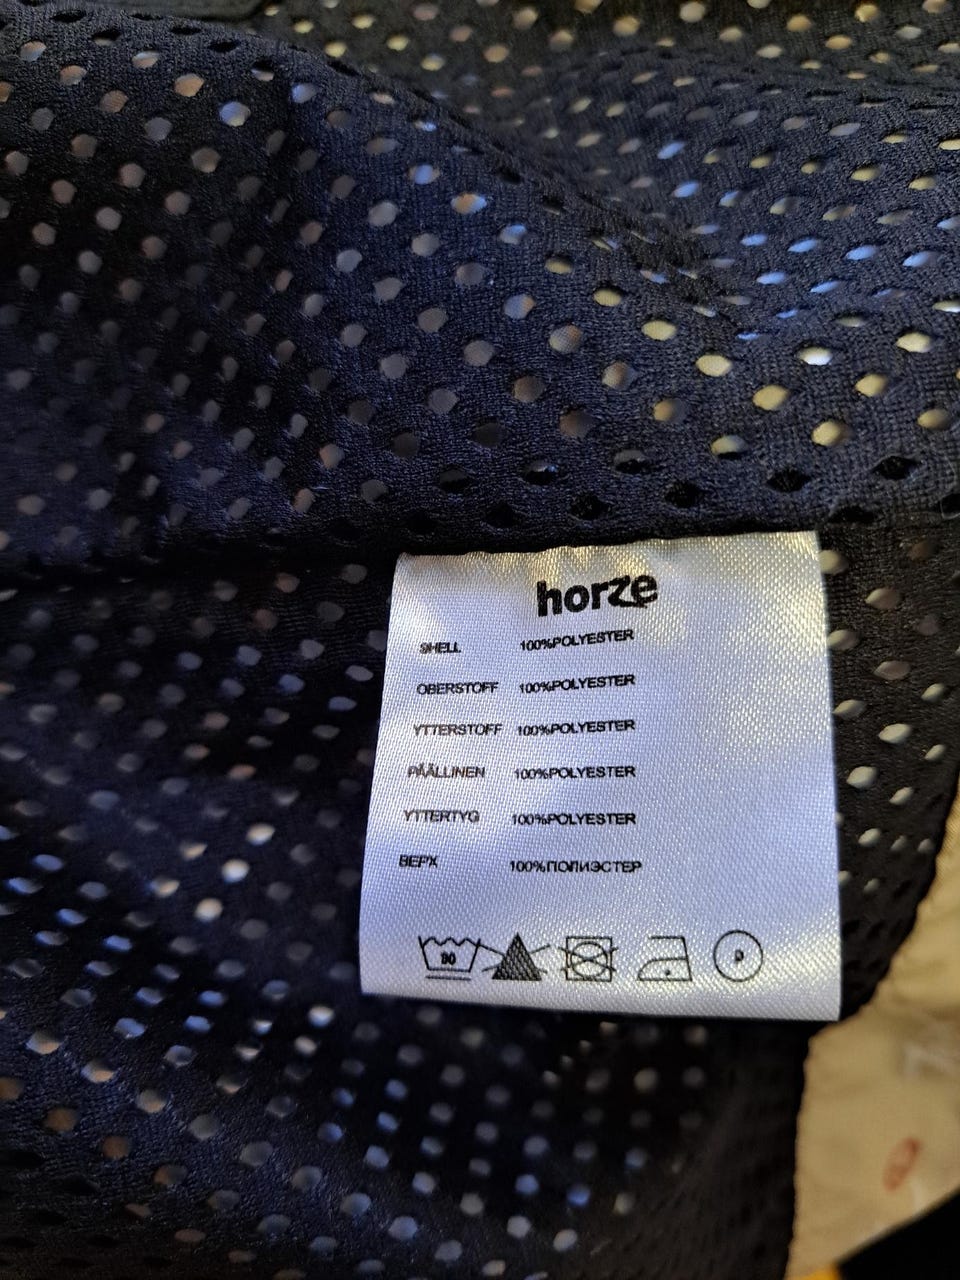 horze
SHELL 100%POLYESTER
OBERSTOFF 100%POLYESTER
YTTERSTOFF 100%POLYESTER
PÄÄLLINEN 100%POLYESTER
YTTERTYG 100%POLYESTER
ВЕРХ 100%ПОЛИЭСТЕР
30 P